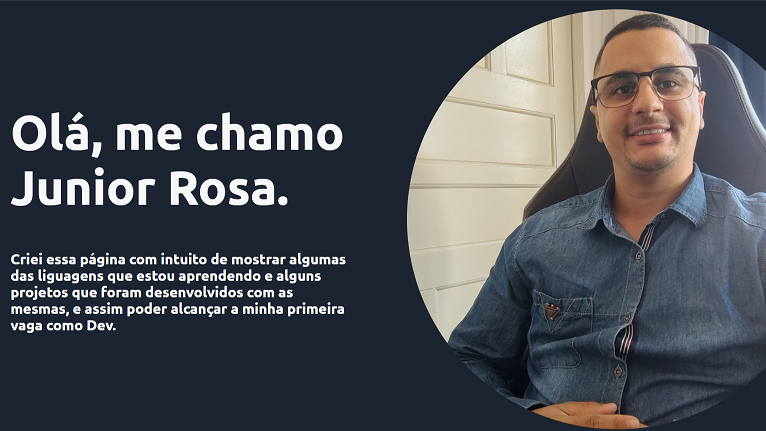 Olá, me chamo
Junior Rosa.
Criei essa página com intuito de mostrar algumas
das liguagens que estou aprendendo e alguns
projetos que foram desenvolvidos com as
mesmas, e assim poder alcançar a minha primeira
vaga como Dev.